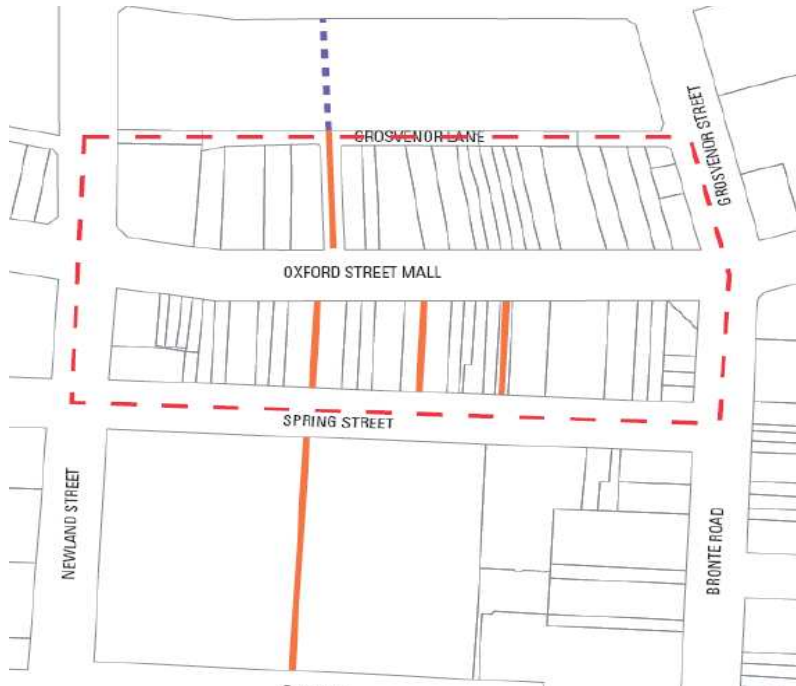 GROSVENOR LANE
GROSVENOR STREET
OXFORD STREET MALL
SPRING STREET
NEWLAND STREET
BRONTE ROAD